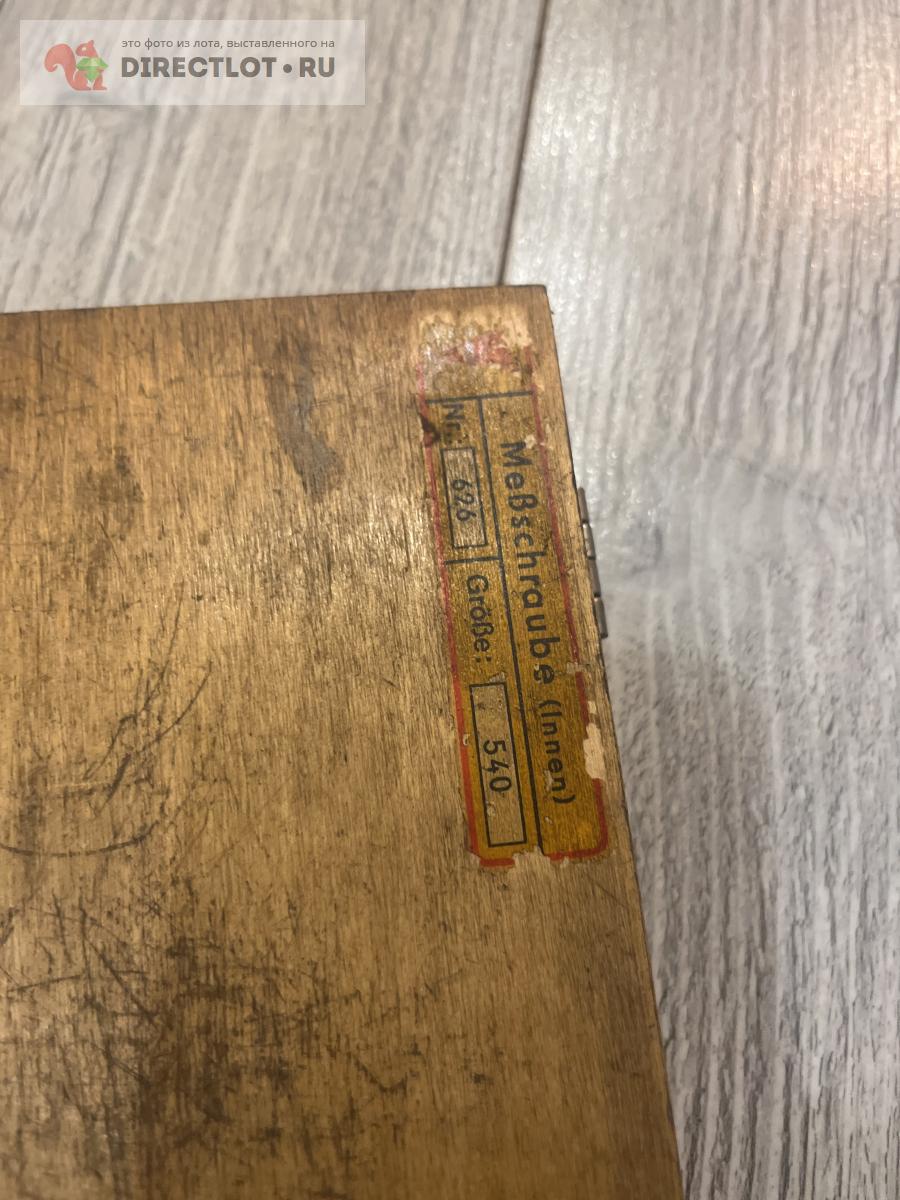 это фото из лота, выставленного на
DIRECTLOT.RU
Meßschraube (Innen)
Nr.: 626 Größe: 540